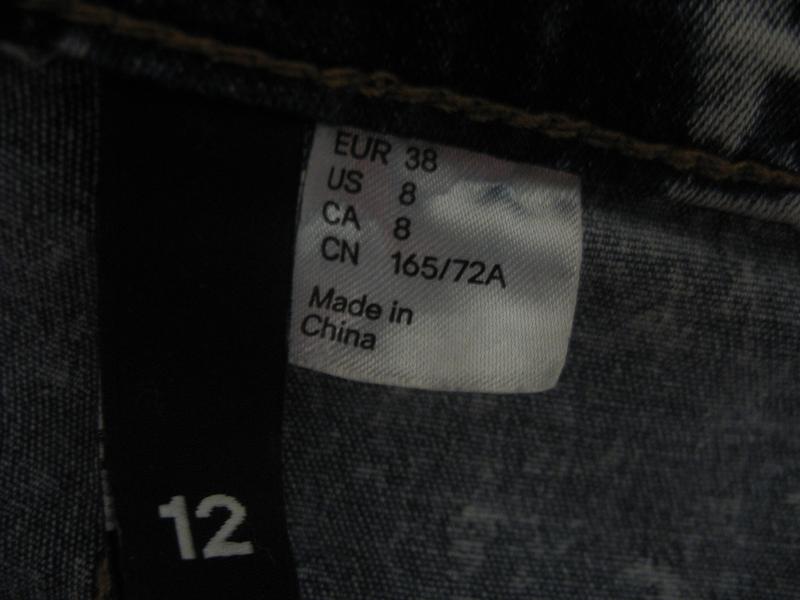 EUR 38
US 8
CA 8
CN 165/72A
Made in
China
12